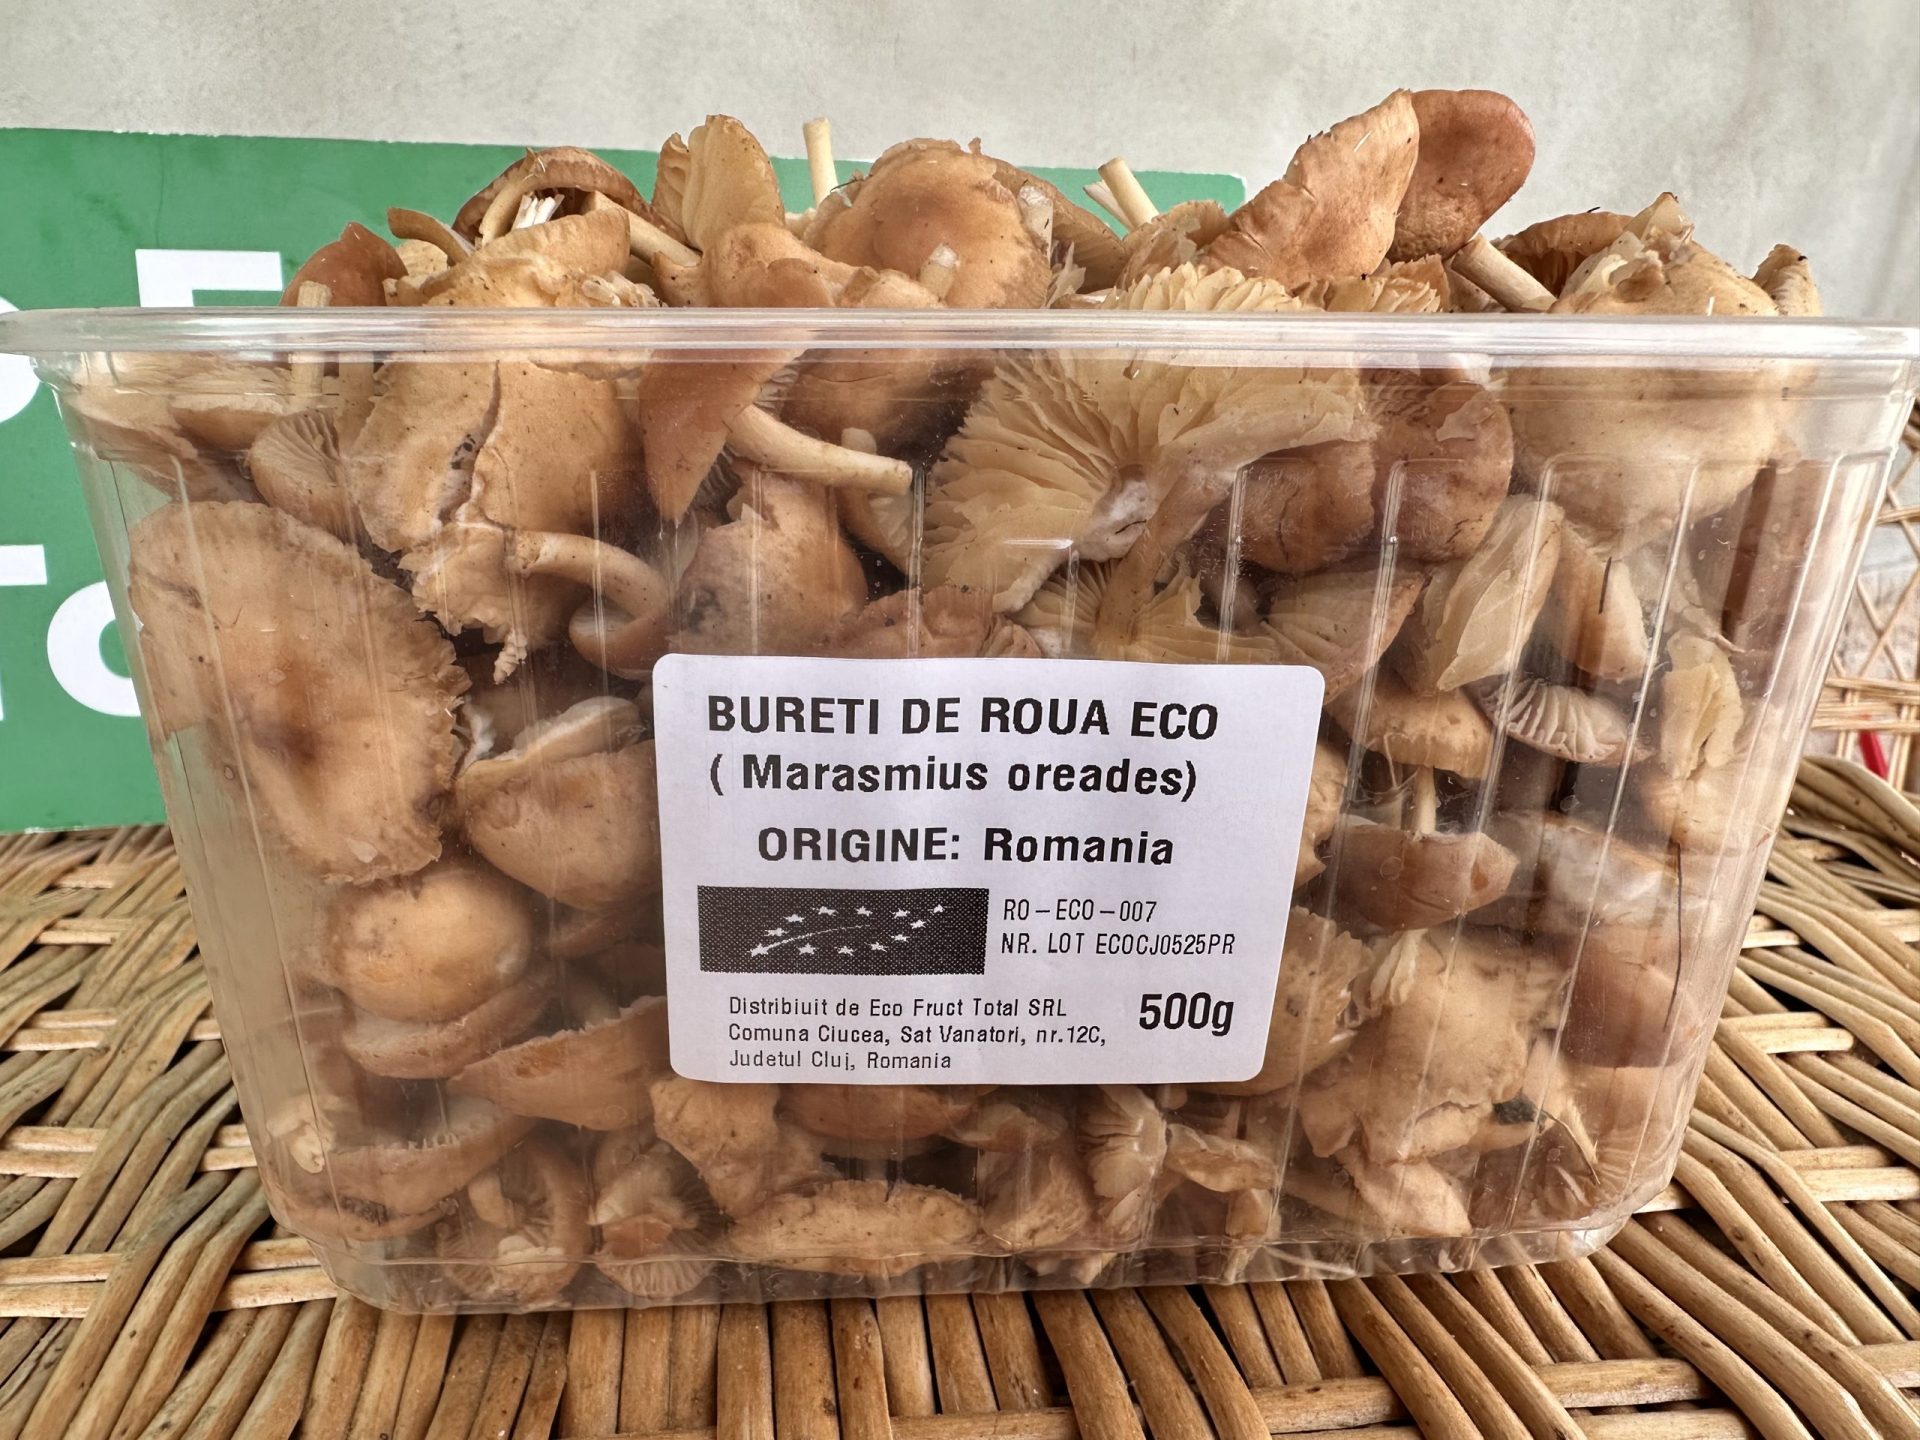 BURETI DE ROUA ECO
( Marasmius oreades)
ORIGINE: Romania
RO-ECO-007
NR. LOT ECOCJ0525PR
Distribiuit de Eco Fruct Total SRL
Comuna Ciucea, Sat Vanatori, nr.12C,
Judetul Cluj, Romania
500g